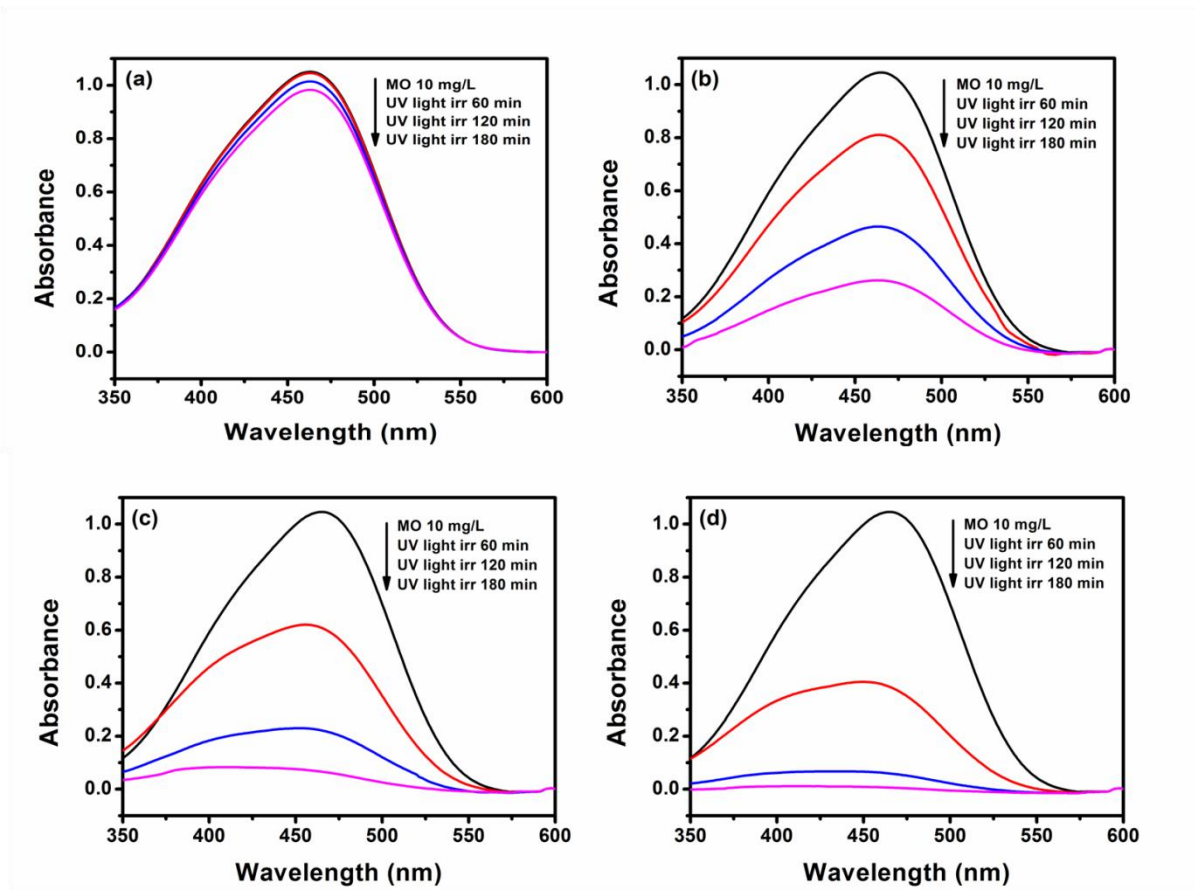 (a)
MO 10 mg/L
UV light irr 60 min
UV light irr 120 min
UV light irr 180 min
1.0
0.8
0.6
0.4
0.2
0.0
Absorbance
350 400 450 500 550 600
Wavelength (nm)
(b)
MO 10 mg/L
UV light irr 60 min
UV light irr 120 min
UV light irr 180 min
1.0
0.8
0.6
0.4
0.2
0.0
Absorbance
350 400 450 500 550 600
Wavelength (nm)
(c)
MO 10 mg/L
UV light irr 60 min
UV light irr 120 min
UV light irr 180 min
1.0
0.8
0.6
0.4
0.2
0.0
Absorbance
350 400 450 500 550 600
Wavelength (nm)
(d)
MO 10 mg/L
UV light irr 60 min
UV light irr 120 min
UV light irr 180 min
1.0
0.8
0.6
0.4
0.2
0.0
Absorbance
350 400 450 500 550 600
Wavelength (nm)